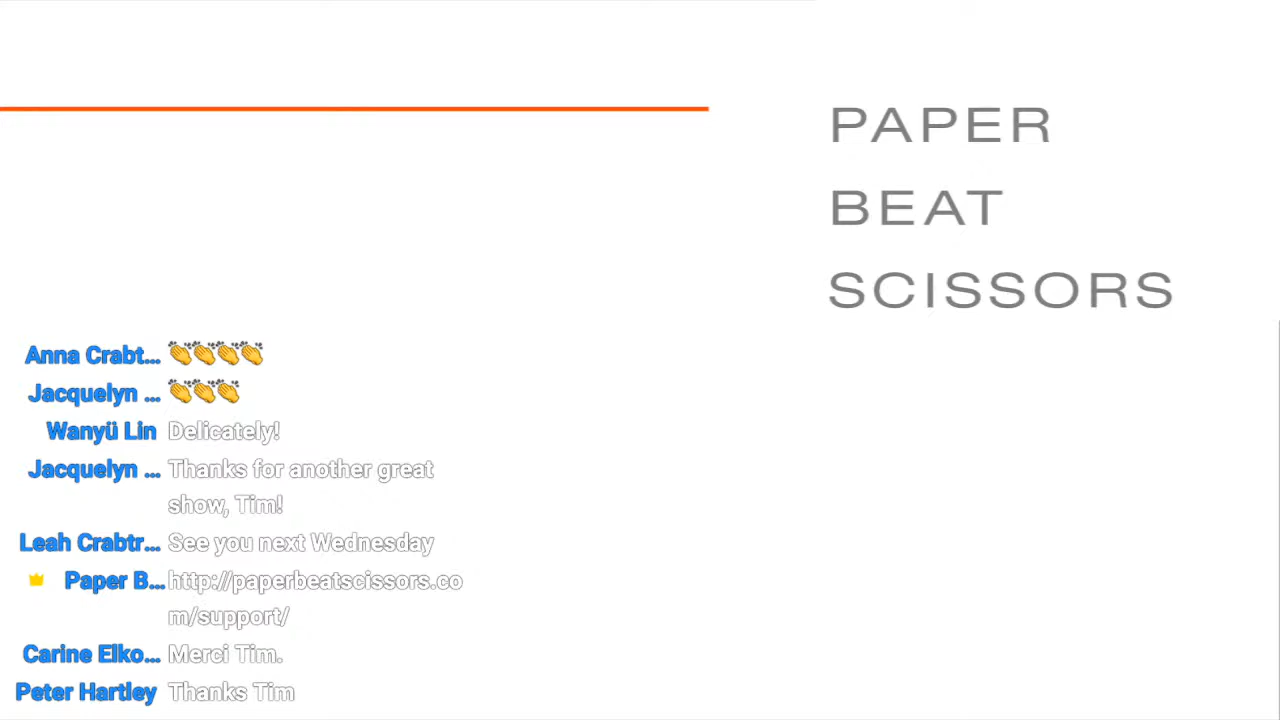 PAPER
BEAT
SCISSORS
Anna Crabt... 👏👏👏👏
Jacquelyn ... 👏👏👏
Wanyü Lin Delicately!
Jacquelyn ... Thanks for another great
show, Tim!
Leah Crabtr... See you next Wednesday
Paper B... http://paperbeatscissors.co
m/support/
Carine Elko... Merci Tim.
Peter Hartley Thanks Tim